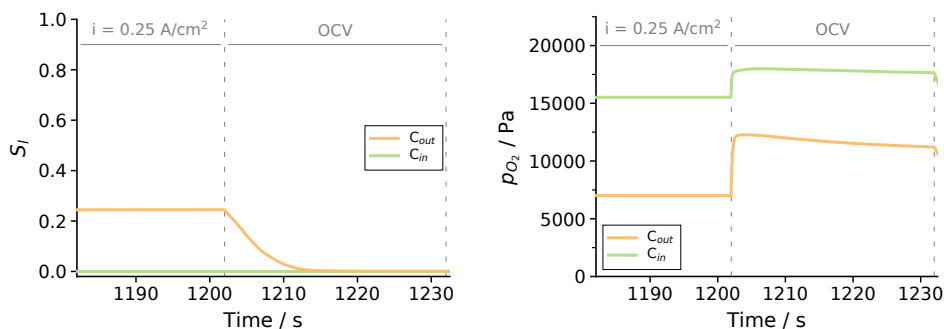 i = 0.25 A/cm²
OCV
1.0
0.8
0.6
0.4
0.2
0.0
S_l
C_out
C_in
1190
1200
1210
1220
1230
Time / s
i = 0.25 A/cm²
OCV
20000
15000
10000
5000
0
p_O₂ / Pa
C_out
C_in
1190
1200
1210
1220
1230
Time / s